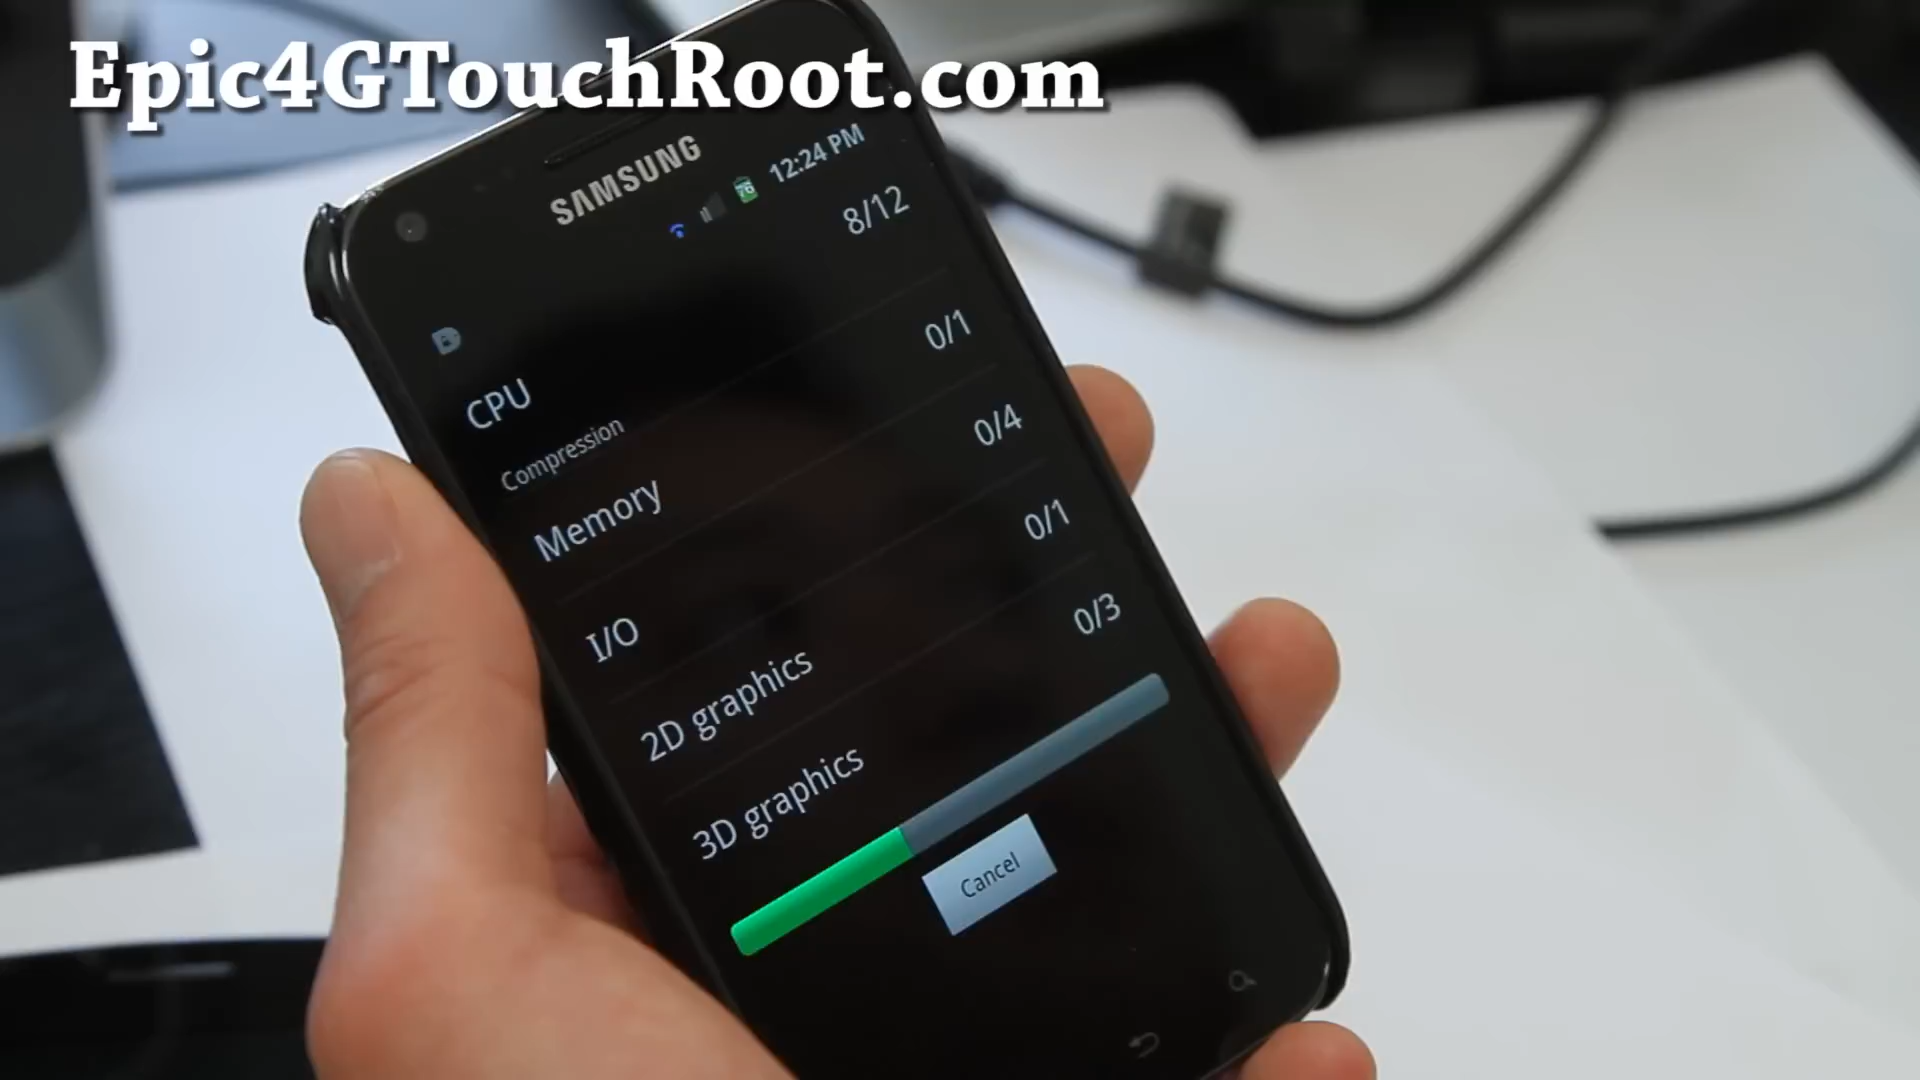 Epic4GTouchRoot.com
SAMSUNG
76 12:24 PM
CPU 8/12
Compression
Memory 0/1
I/O 0/4
2D graphics 0/1
3D graphics 0/3
Cancel